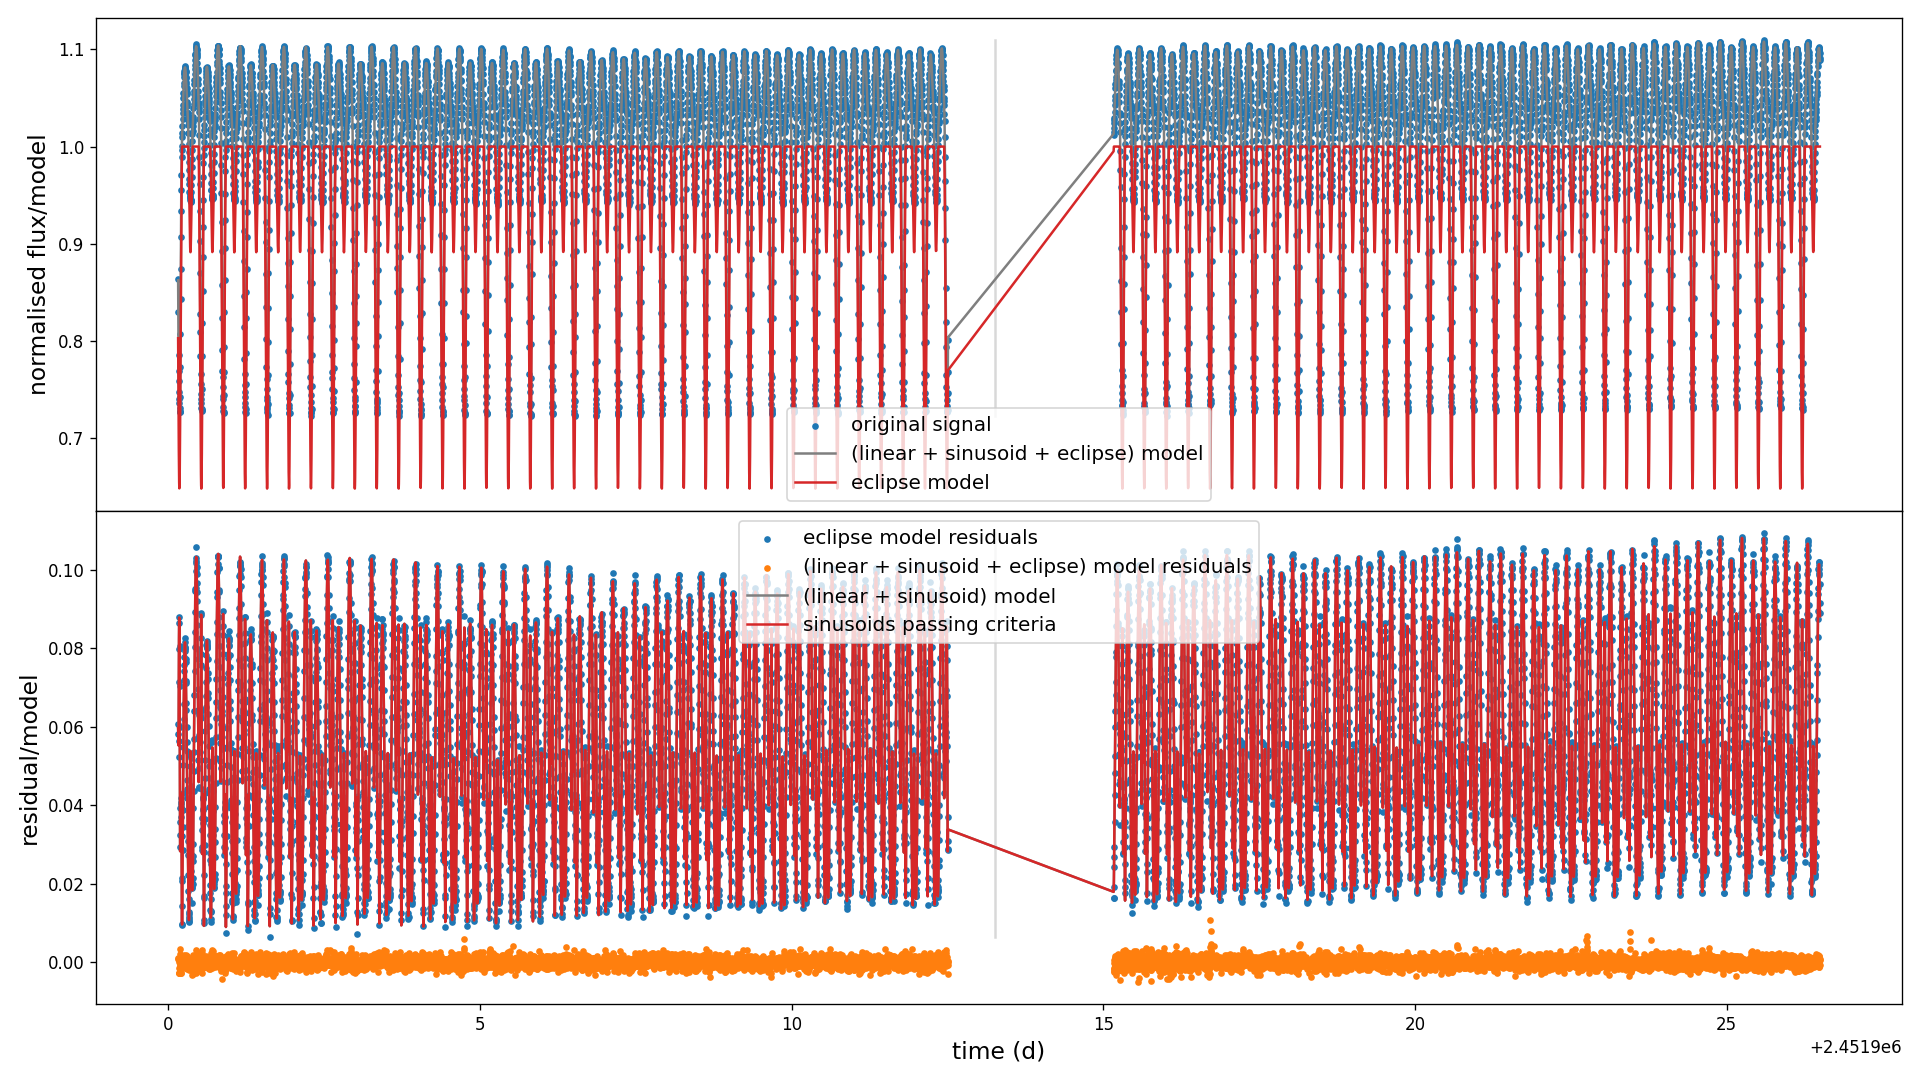 1.1
1.0
0.9
0.8
0.7
normalised flux/model
original signal
(linear + sinusoid + eclipse) model
eclipse model
eclipse model residuals
(linear + sinusoid + eclipse) model residuals
(linear + sinusoid) model
sinusoids passing criteria
0.10
0.08
0.06
0.04
0.02
0.00
residual/model
0 5 10 15 20 25
time (d)
+2.4519e6